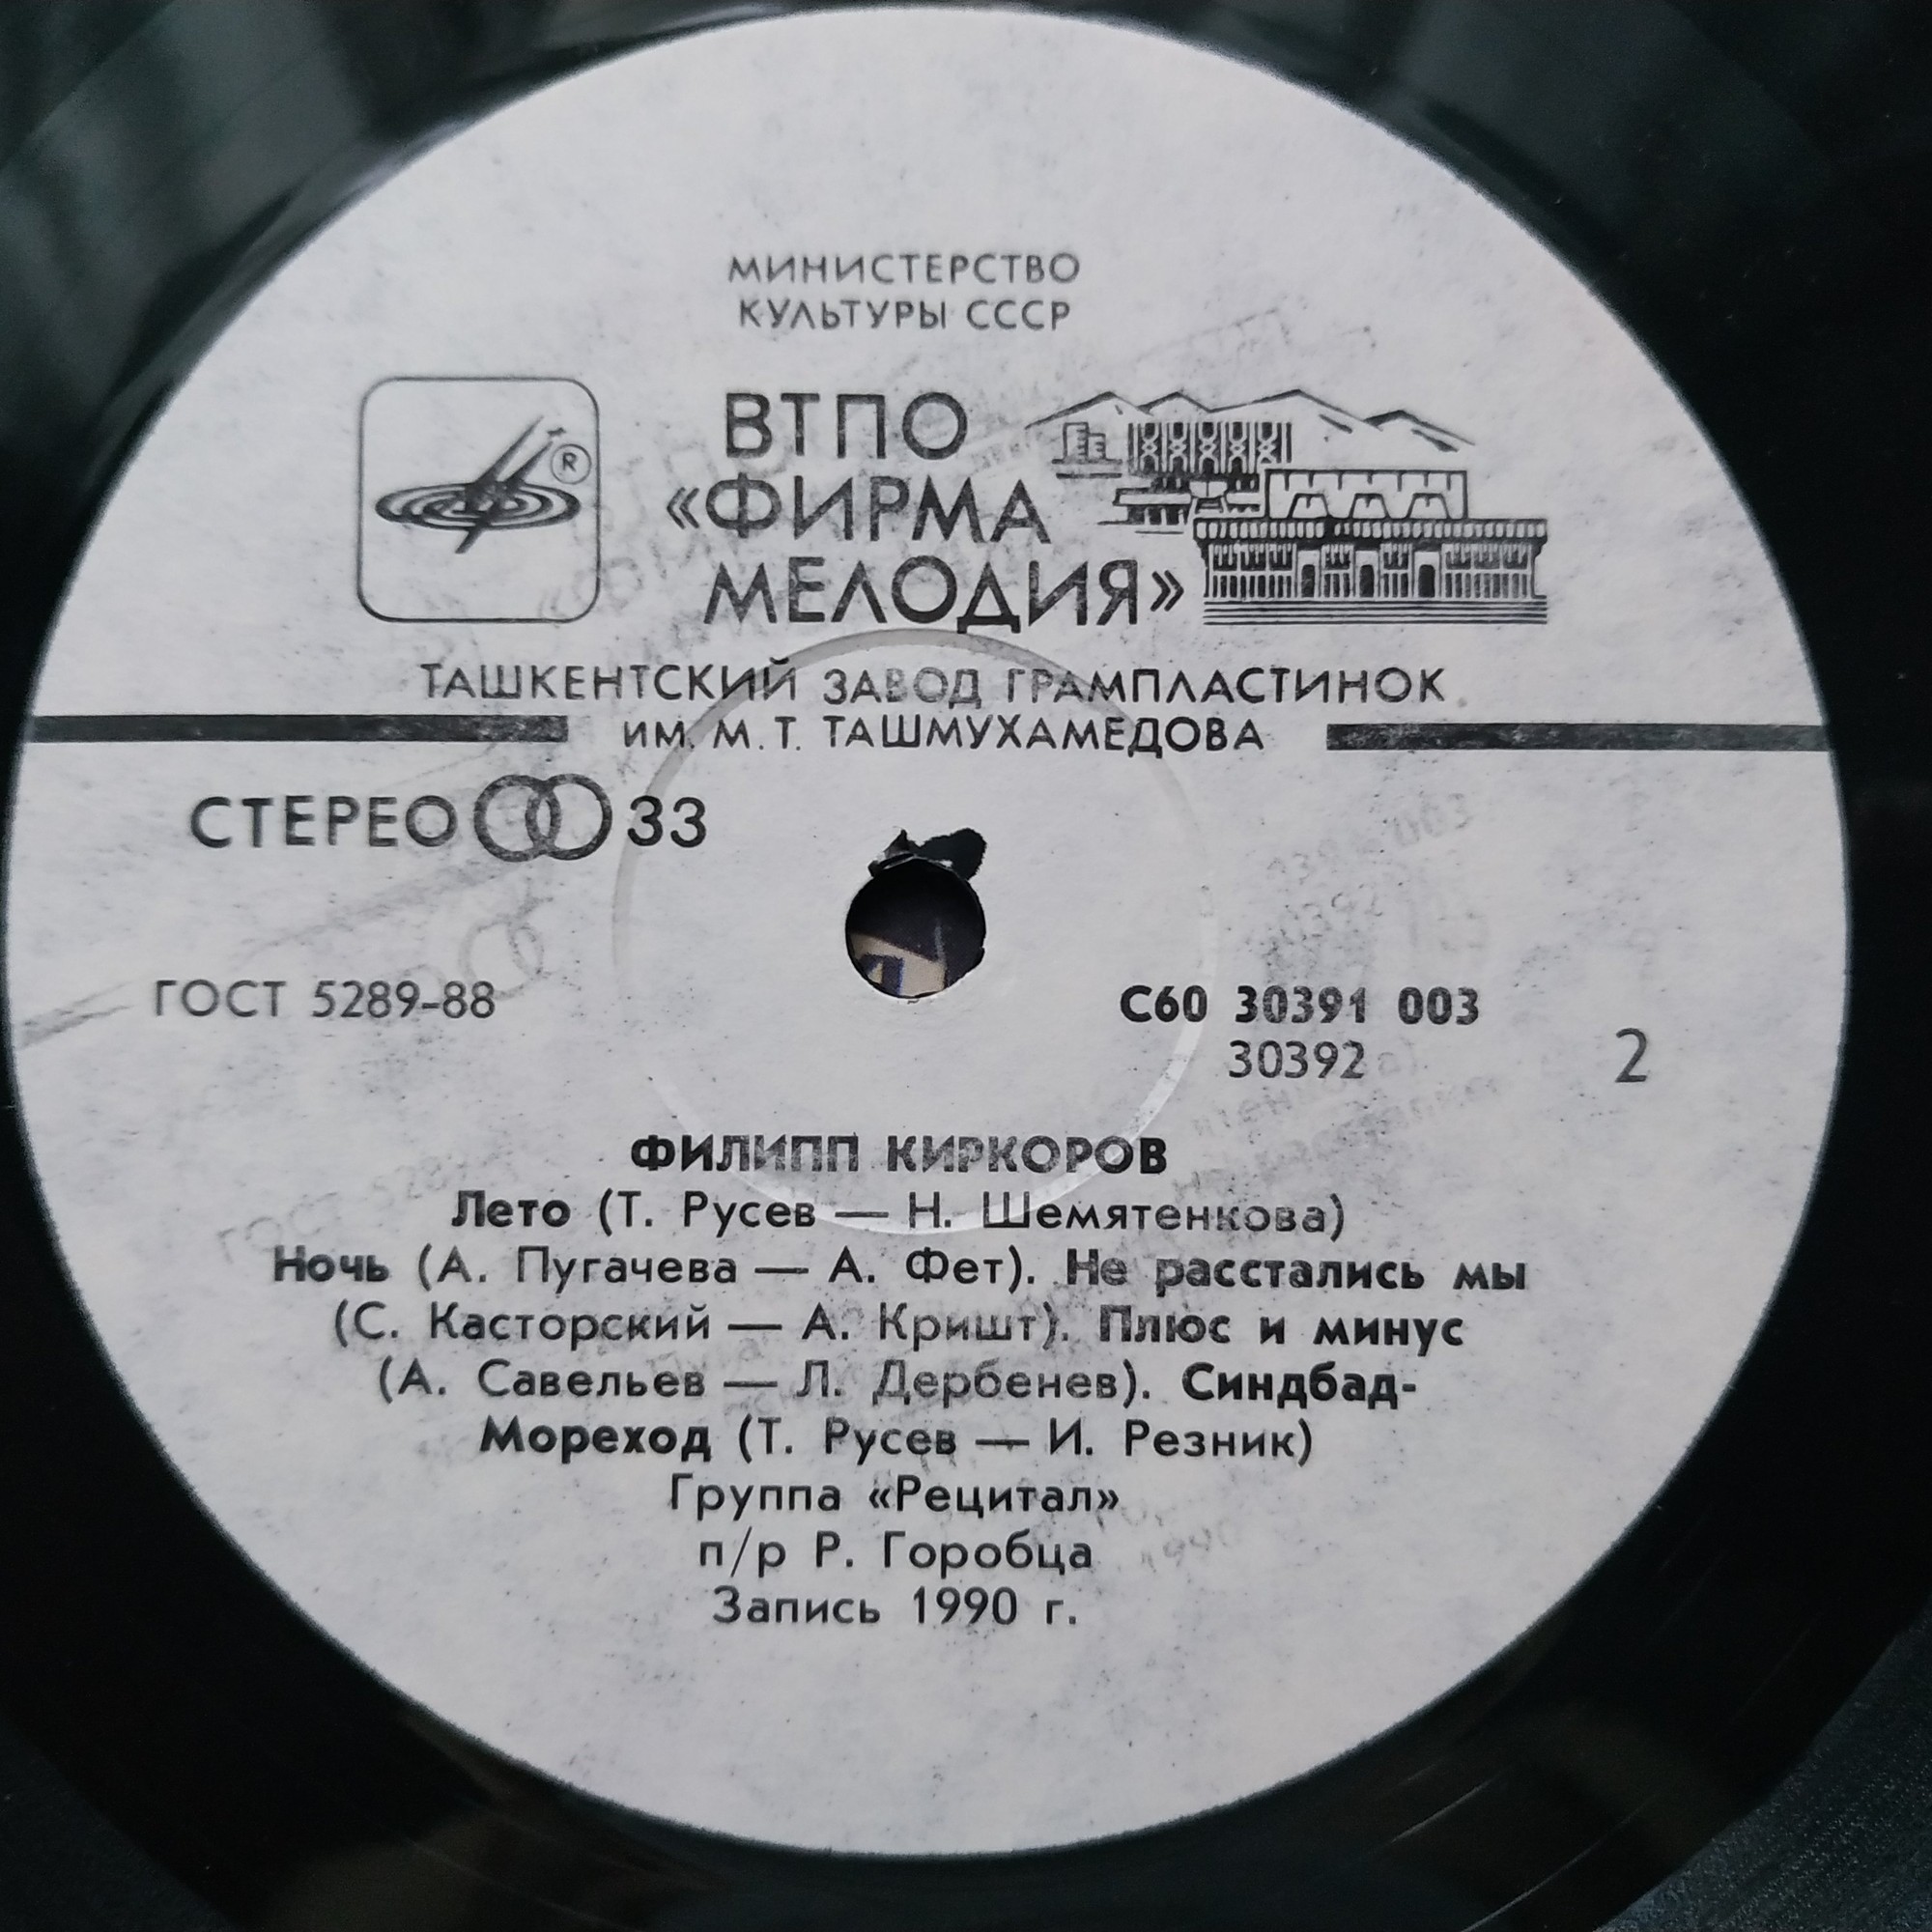 МИНИСТЕРСТВО
КУЛЬТУРЫ СССР
ВТПО
«ФИРМА
МЕЛОДИЯ»
®
ТАШКЕНТСКИЙ ЗАВОД ГРАМПЛАСТИНОК
ИМ. М.Т. ТАШМУХАМЕДОВА
СТЕРЕО 33
ГОСТ 5289-88
С60 30391 003
30392
2
ФИЛИПП КИРКОРОВ
Лето (Т. Русев — Н. Шемятенкова)
Ночь (А. Пугачева — А. Фет). Не расстались мы
(С. Касторский — А. Кришт). Плюс и минус
(А. Савельев — Л. Дербенев). Синдбад-
Мореход (Т. Русев — И. Резник)
Группа «Рецитал»
п/р Р. Горобца
Запись 1990 г.